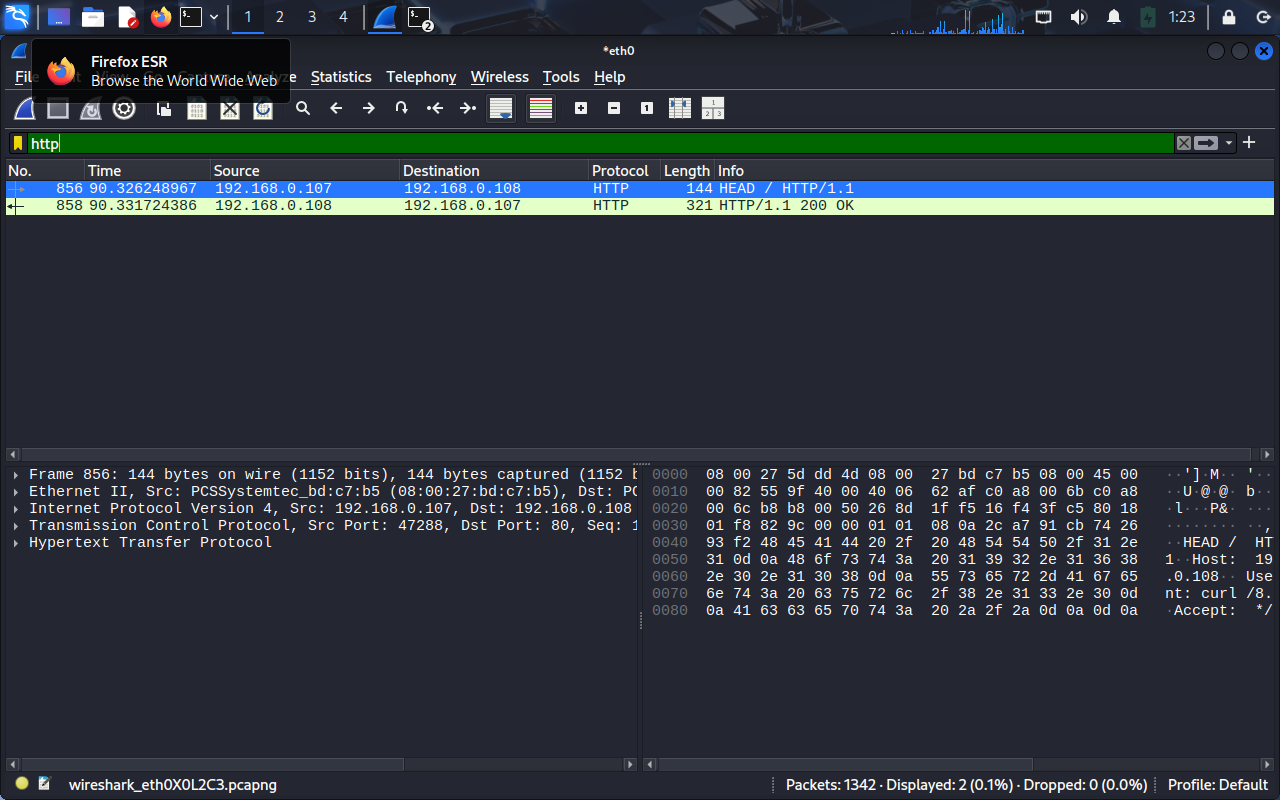 1 2 3 4 2 1:23
*eth0
Firefox ESR
Browse the World Wide Web
File View Go Capture Analyze Statistics Telephony Wireless Tools Help
http
No. Time Source Destination Protocol Length Info
856 90.326248967 192.168.0.107 192.168.0.108 HTTP 144 HEAD / HTTP/1.1
858 90.331724386 192.168.0.108 192.168.0.107 HTTP 321 HTTP/1.1 200 OK
Frame 856: 144 bytes on wire (1152 bits), 144 bytes captured (1152 b
Ethernet II, Src: PCSSystemtec_bd:c7:b5 (08:00:27:bd:c7:b5), Dst: PC
Internet Protocol Version 4, Src: 192.168.0.107, Dst: 192.168.0.108
Transmission Control Protocol, Src Port: 47288, Dst Port: 80, Seq: 1
Hypertext Transfer Protocol
0000 08 00 27 5d dd 4d 08 00 27 bd c7 b5 08 00 45 00 ··']·M·· '·
0010 00 82 55 9f 40 00 40 06 62 af c0 a8 00 6b c0 a8 ··U·@·@· b·
0020 00 6c b8 b8 00 50 26 8d 1f f5 16 f4 3f c5 80 18 ·l···P&· ···
0030 01 f8 82 9c 00 00 01 01 08 0a 2c a7 91 cb 74 26 ········ ··,
0040 93 f2 48 45 41 44 20 2f 20 48 54 54 50 2f 31 2e ··HEAD / HT
0050 31 0d 0a 48 6f 73 74 3a 20 31 39 32 2e 31 36 38 1··Host: 19
0060 2e 30 2e 31 30 38 0d 0a 55 73 65 72 2d 41 67 65 .0.108·· Use
0070 6e 74 3a 20 63 75 72 6c 2f 38 2e 31 33 2e 30 0d nt: curl /8.
0080 0a 41 63 63 65 70 74 3a 20 2a 2f 2a 0d 0a 0d 0a ·Accept: */
wireshark_eth0X0L2C3.pcapng Packets: 1342 · Displayed: 2 (0.1%) · Dropped: 0 (0.0%) Profile: Default